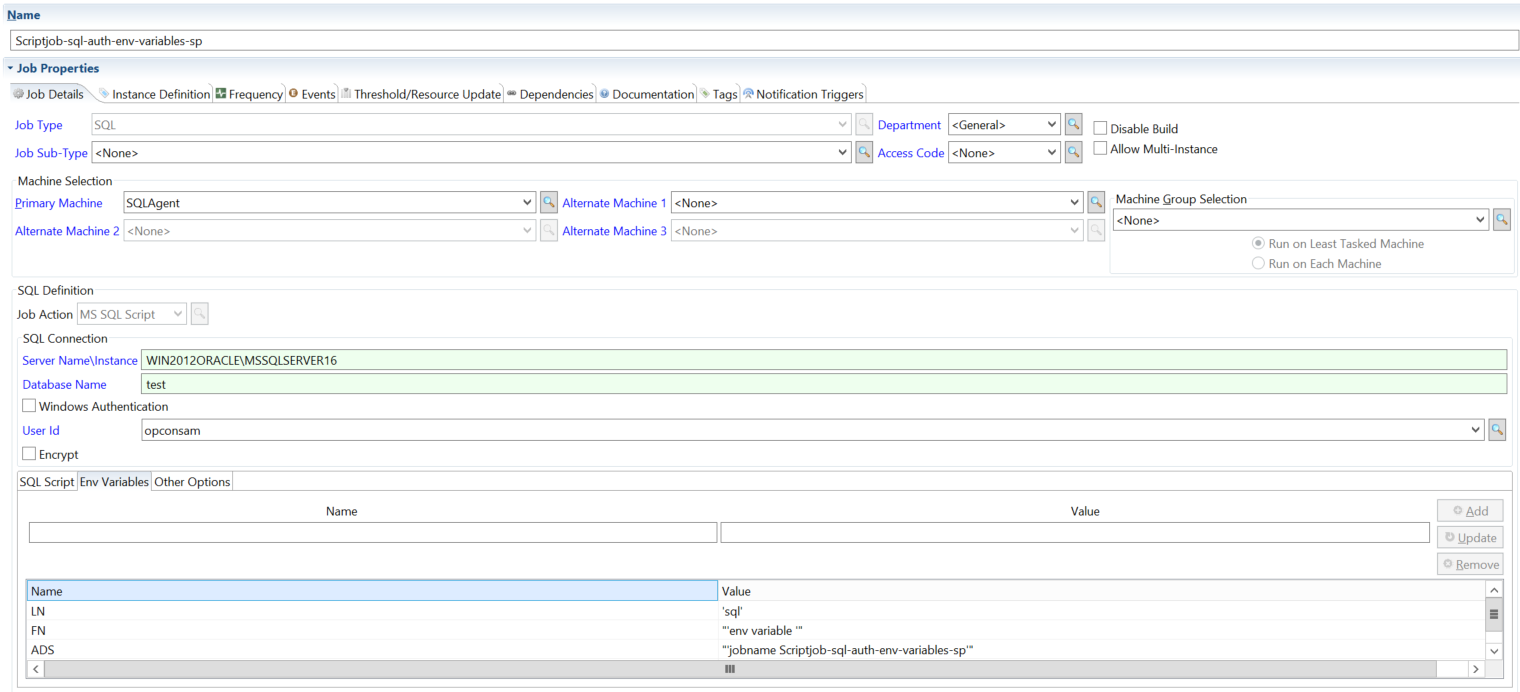 Name
Scriptjob-sql-auth-env-variables-sp
Job Properties
Job Details Instance Definition Frequency Events Threshold/Resource Update Dependencies Documentation Tags Notification Triggers
Job Type SQL Department <General> Disable Build
Job Sub-Type <None> Access Code <None> Allow Multi-Instance
Machine Selection
Primary Machine SQLAgent Alternate Machine 1 <None> Machine Group Selection
Alternate Machine 2 <None> Alternate Machine 3 <None> <None>
Run on Least Tasked Machine
Run on Each Machine
SQL Definition
Job Action MS SQL Script
SQL Connection
Server Name\Instance WIN2012ORACLE\MSSQLSERVER16
Database Name test
Windows Authentication
User Id opconsam
Encrypt
SQL Script Env Variables Other Options
Name Value Add
Update
Remove
Name Value
LN 'sql'
FN "'env variable '"
ADS "'jobname Scriptjob-sql-auth-env-variables-sp'"